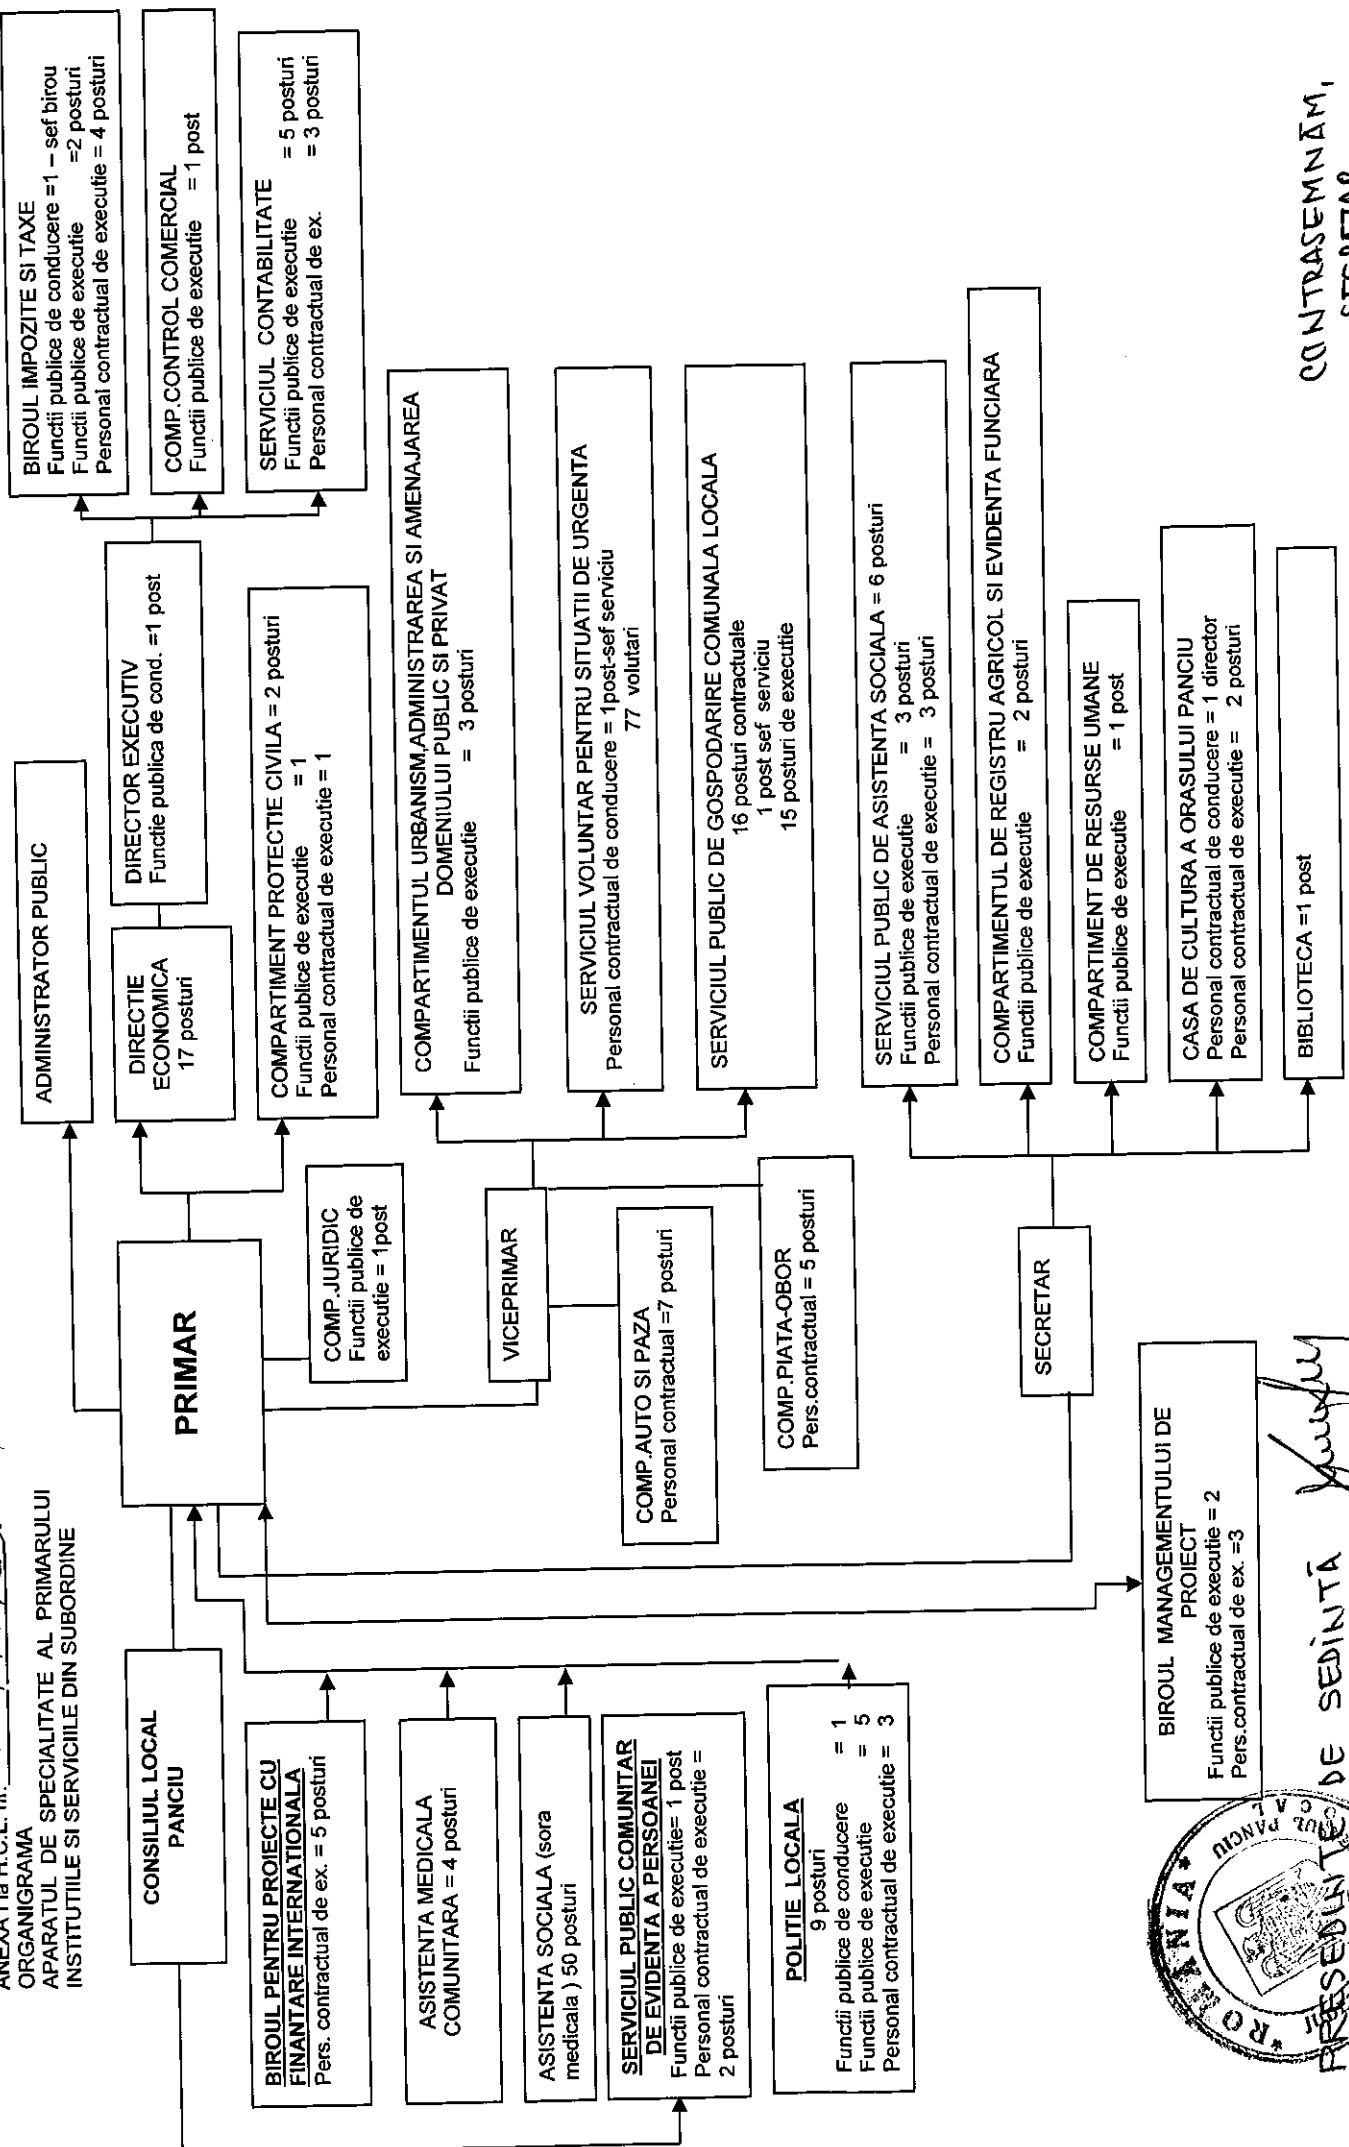 ORGANIGRAMA
APARATUL DE SPECIALITATE AL PRIMARULUI
INSTITUTIILE SI SERVICIILE DIN SUBORDINE
CONSILIUL LOCAL
PANCIU
PRIMAR
ADMINISTRATOR PUBLIC
DIRECTIE
ECONOMICA
17 posturi
DIRECTOR EXECUTIV
Functie publica de cond. =1 post
BIROUL IMPOZITE SI TAXE
Functii publice de conducere =1 – sef birou
Functii publice de executie =2 posturi
Personal contractual de executie = 4 posturi
COMP.CONTROL COMERCIAL
Functii publice de executie = 1 post
SERVICIUL CONTABILITATE
Functii publice de executie = 5 posturi
Personal contractual de ex. = 3 posturi
COMPARTIMENT PROTECTIE CIVILA = 2 posturi
Functii publice de executie = 1
Personal contractual de executie = 1
COMP.JURIDIC
Functii publice de
executie = 1post
BIROUL PENTRU PROIECTE CU
FINANTARE INTERNATIONALA
Pers. contractual de ex. = 5 posturi
ASISTENTA MEDICALA
COMUNITARA = 4 posturi
ASISTENTA SOCIALA (sora
medicala ) 50 posturi
SERVICIUL PUBLIC COMUNITAR
DE EVIDENTA A PERSOANEI
Functii publice de executie= 1 post
Personal contractual de executie =
2 posturi
POLITIE LOCALA
9 posturi
Functii publice de conducere = 1
Functii publice de executie = 5
Personal contractual de executie = 3
VICEPRIMAR
COMP.AUTO SI PAZA
Personal contractual =7 posturi
COMP.PIATA-OBOR
Pers.contractual = 5 posturi
COMPARTIMENTUL URBANISM,ADMINISTRAREA SI AMENAJAREA
DOMENIULUI PUBLIC SI PRIVAT
Functii publice de executie = 3 posturi
SERVICIUL VOLUNTAR PENTRU SITUATII DE URGENTA
Personal contractual de conducere = 1post-sef serviciu
77 volutari
SERVICIUL PUBLIC DE GOSPODARIRE COMUNALA LOCALA
16 posturi contractuale
1 post sef serviciu
15 posturi de executie
SECRETAR
SERVICIUL PUBLIC DE ASISTENTA SOCIALA = 6 posturi
Functii publice de executie = 3 posturi
Personal contractual de executie = 3 posturi
COMPARTIMENTUL DE REGISTRU AGRICOL SI EVIDENTA FUNCIARA
Functii publice de executie = 2 posturi
COMPARTIMENT DE RESURSE UMANE
Functii publice de executie = 1 post
CASA DE CULTURA A ORASULUI PANCIU
Personal contractual de conducere = 1 director
Personal contractual de executie = 2 posturi
BIBLIOTECA =1 post
BIROUL MANAGEMENTULUI DE
PROIECT
Functii publice de executie = 2
Pers.contractual de ex. =3
*ROMANIA*
PANCIU
PRESEDINTE DE SEDINTĂ
CONTRASEMNĂM,
SECRETAR